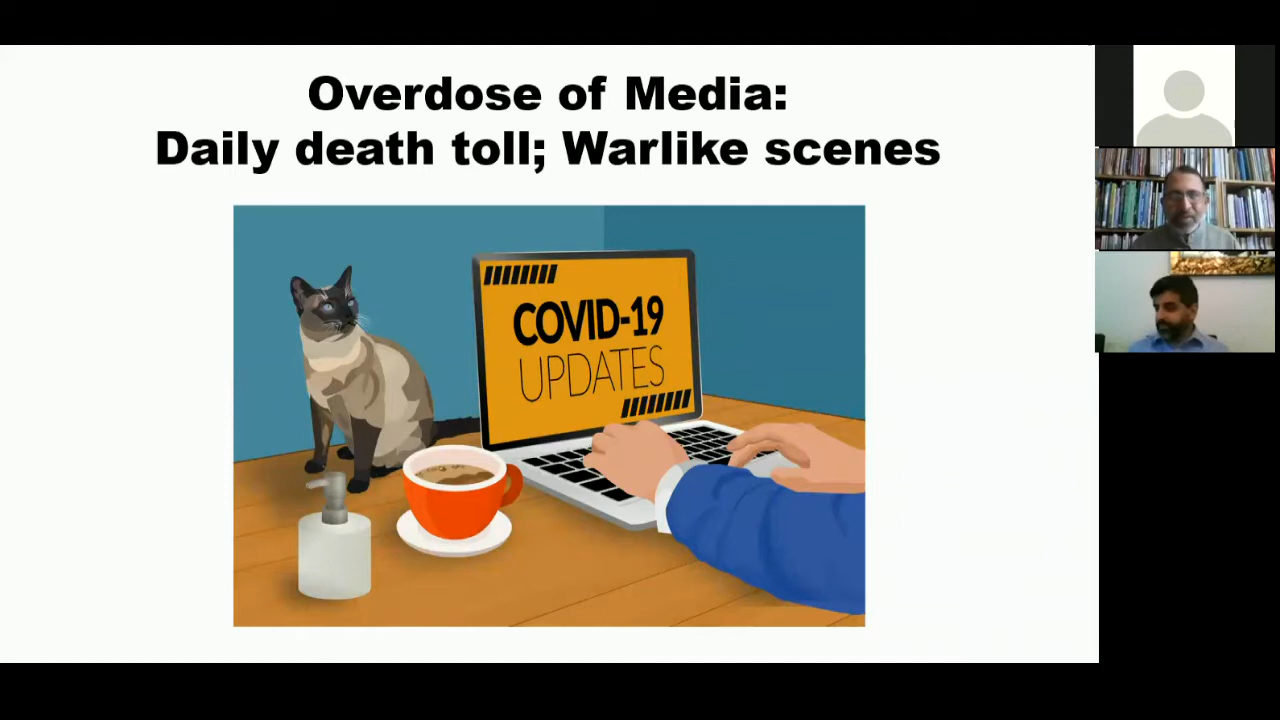 Overdose of Media:
Daily death toll; Warlike scenes
COVID-19
UPDATES